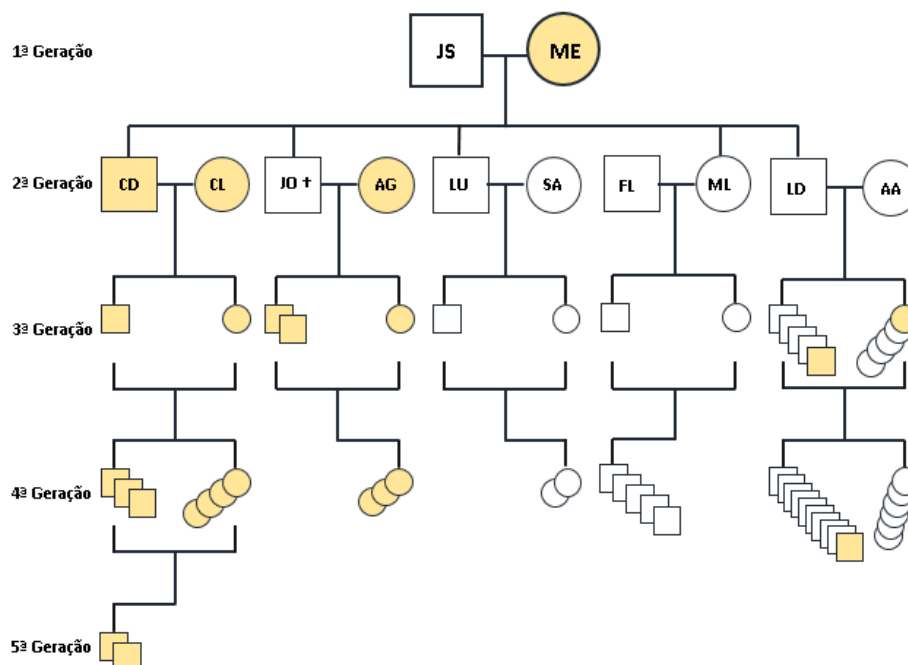 1ª Geração JS ME
2ª Geração CD CL JO + AG LU SA FL ML LD AA
3ª Geração
4ª Geração
5ª Geração